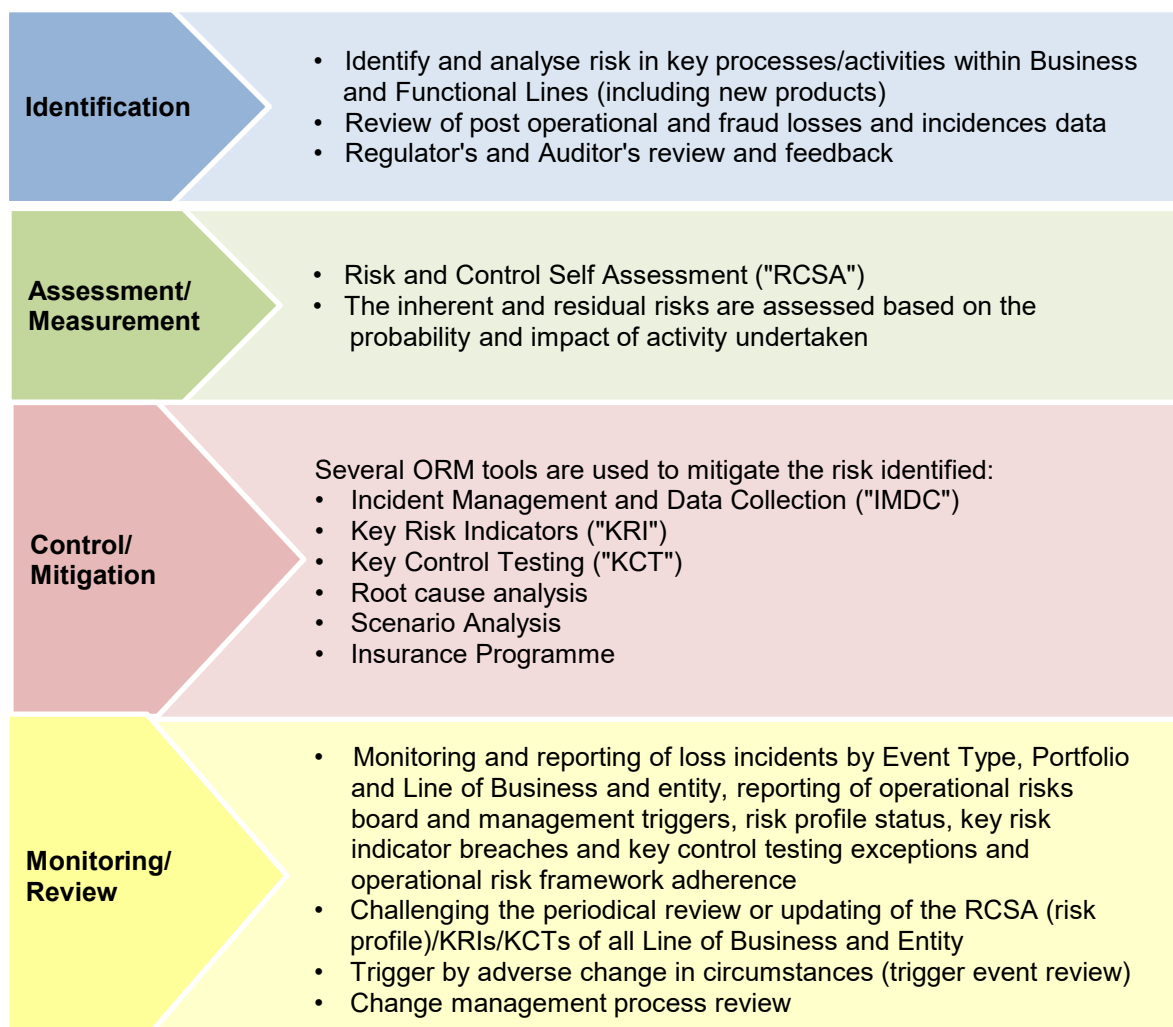 Identification
• Identify and analyse risk in key processes/activities within Business
and Functional Lines (including new products)
• Review of post operational and fraud losses and incidences data
• Regulator's and Auditor's review and feedback
Assessment/
Measurement
• Risk and Control Self Assessment ("RCSA")
• The inherent and residual risks are assessed based on the
probability and impact of activity undertaken
Control/
Mitigation
Several ORM tools are used to mitigate the risk identified:
• Incident Management and Data Collection ("IMDC")
• Key Risk Indicators ("KRI")
• Key Control Testing ("KCT")
• Root cause analysis
• Scenario Analysis
• Insurance Programme
Monitoring/
Review
• Monitoring and reporting of loss incidents by Event Type, Portfolio
and Line of Business and entity, reporting of operational risks
board and management triggers, risk profile status, key risk
indicator breaches and key control testing exceptions and
operational risk framework adherence
• Challenging the periodical review or updating of the RCSA (risk
profile)/KRIs/KCTs of all Line of Business and Entity
• Trigger by adverse change in circumstances (trigger event review)
• Change management process review